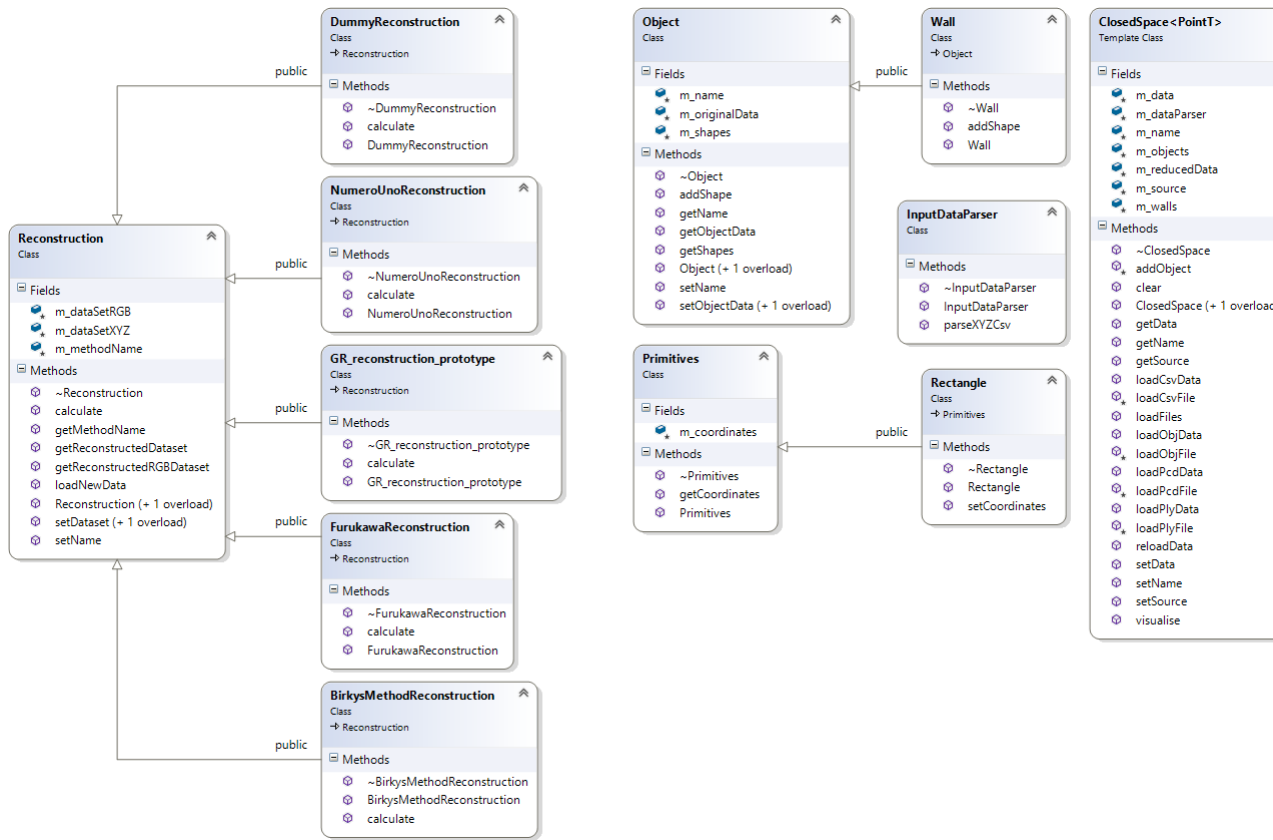 DummyReconstruction
Class
Reconstruction
Methods
~DummyReconstruction
calculate
DummyReconstruction
public
NumeroUnoReconstruction
Class
Reconstruction
Methods
~NumeroUnoReconstruction
calculate
NumeroUnoReconstruction
public
Reconstruction
Class
Fields
m_dataSetRGB
m_dataSetXYZ
m_methodName
Methods
~Reconstruction
calculate
getMethodName
getReconstructedDataset
getReconstructedRGBDataset
loadNewData
Reconstruction (+ 1 overload)
setDataset (+ 1 overload)
setName
GR_reconstruction_prototype
Class
Reconstruction
Methods
~GR_reconstruction_prototype
calculate
GR_reconstruction_prototype
public
FurukawaReconstruction
Class
Reconstruction
Methods
~FurukawaReconstruction
calculate
FurukawaReconstruction
public
BirkysMethodReconstruction
Class
Reconstruction
Methods
~BirkysMethodReconstruction
BirkysMethodReconstruction
calculate
public
Object
Class
Fields
m_name
m_originalData
m_shapes
Methods
~Object
addShape
getName
getObjectData
getShapes
Object (+ 1 overload)
setName
setObjectData (+ 1 overload)
public
Wall
Class
Object
Methods
~Wall
addShape
Wall
InputDataParser
Class
Methods
~InputDataParser
InputDataParser
parseXYZCsv
Primitives
Class
Fields
m_coordinates
Methods
~Primitives
getCoordinates
Primitives
public
Rectangle
Class
Primitives
Methods
~Rectangle
Rectangle
setCoordinates
ClosedSpace<PointT>
Template Class
Fields
m_data
m_dataParser
m_name
m_objects
m_reducedData
m_source
m_walls
Methods
~ClosedSpace
addObject
clear
ClosedSpace (+ 1 overload
getData
getName
getSource
loadCsvData
loadCsvFile
loadFiles
loadObjData
loadObjFile
loadPcdData
loadPcdFile
loadPlyData
loadPlyFile
reloadData
setData
setName
setSource
visualise